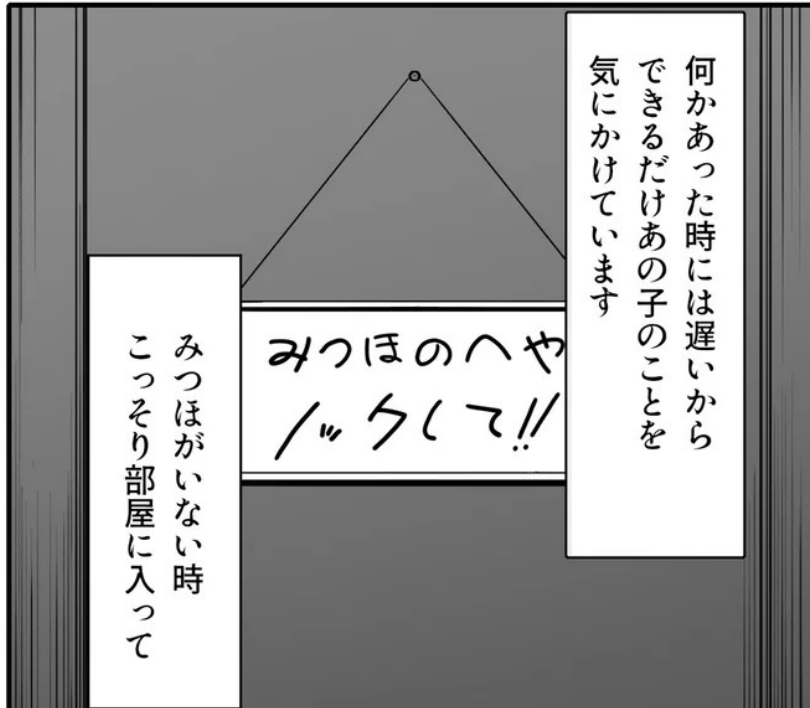 何かあった時には遅いから
できるだけあの子のことを
気にかけています
みつほのへや
ノックして!!
みつほがいない時
こっそり部屋に入って